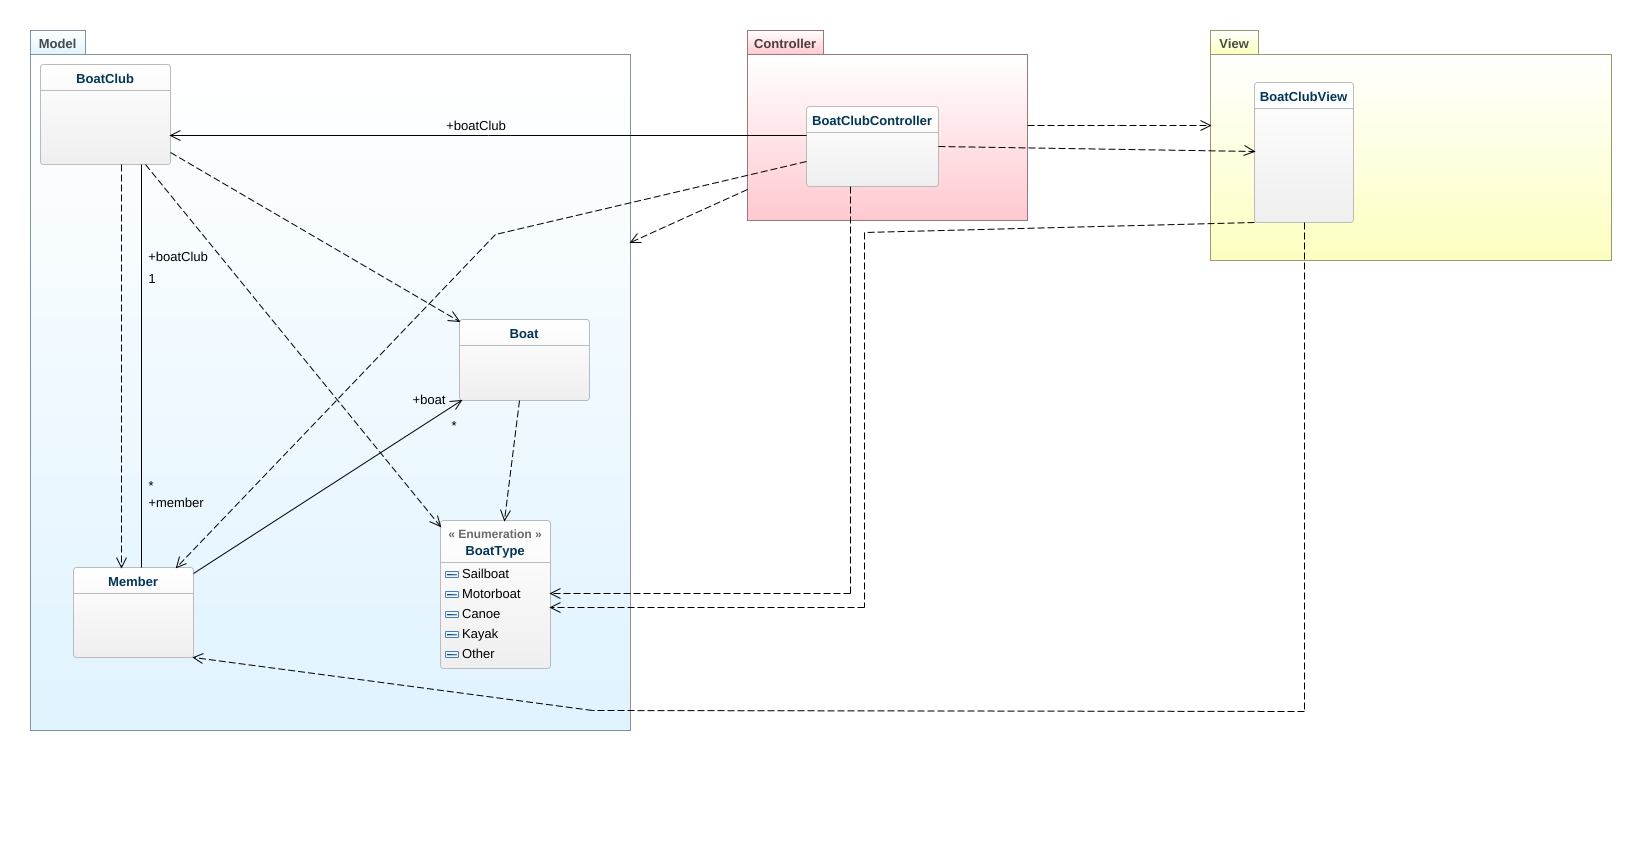 Model
Controller
View
BoatClub
BoatClubController
BoatClubView
+boatClub
+boatClub
1
Boat
+boat
*
*
+member
Member
« Enumeration »
BoatType
Sailboat
Motorboat
Canoe
Kayak
Other